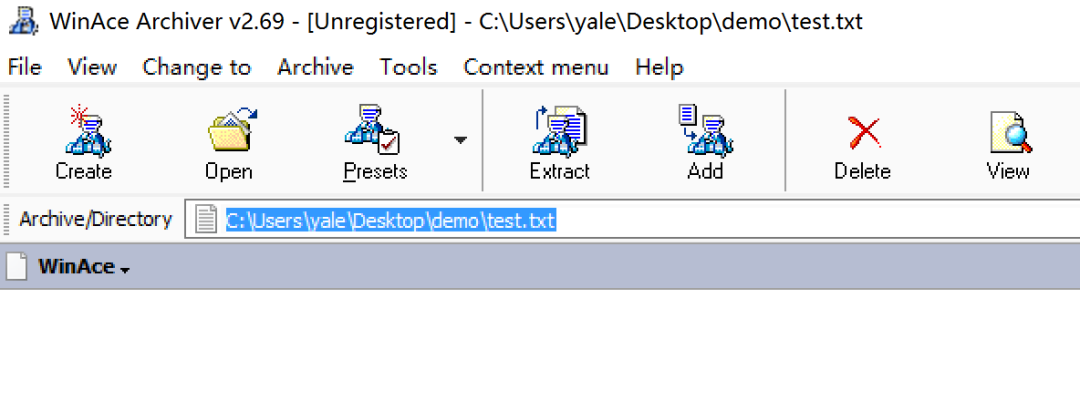 WinAce Archiver v2.69 - [Unregistered] - C:\Users\yale\Desktop\demo\test.txt
File View Change to Archive Tools Context menu Help
Create Open Presets Extract Add Delete View
Archive/Directory C:\Users\yale\Desktop\demo\test.txt
WinAce